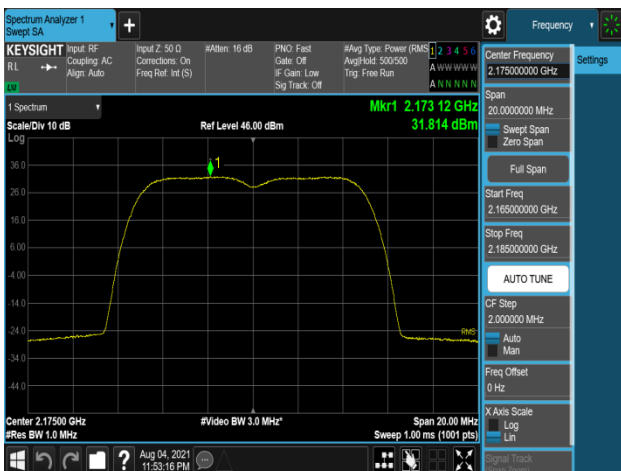 Spectrum Analyzer 1
Swept SA
+
Frequency
KEYSIGHT
RL
LW
Input: RF
Coupling: AC
Align: Auto
Input Z: 50 Ω
Corrections: On
Freq Ref: Int (S)
#Atten: 16 dB
PNO: Fast
Gate: Off
IF Gain: Low
Sig Track: Off
#Avg Type: Power (RMS
Avg|Hold: 500/500
Trig: Free Run
1 2 3 4 5 6
A W W W W W
A N N N N N
1 Spectrum
Scale/Div 10 dB
Log
Ref Level 46.00 dBm
Mkr1 2.173 12 GHz
31.814 dBm
1
36.0
26.0
16.0
6.00
-4.00
-14.0
-24.0
-34.0
-44.0
RMS
Center 2.17500 GHz
#Res BW 1.0 MHz
#Video BW 3.0 MHz*
Span 20.00 MHz
Sweep 1.00 ms (1001 pts)
Center Frequency
2.175000000 GHz
Settings
Span
20.0000000 MHz
Swept Span
Zero Span
Full Span
Start Freq
2.165000000 GHz
Stop Freq
2.185000000 GHz
AUTO TUNE
CF Step
2.000000 MHz
Auto
Man
Freq Offset
0 Hz
X Axis Scale
Log
Lin
Signal Track
?
Aug 04, 2021
11:53:16 PM